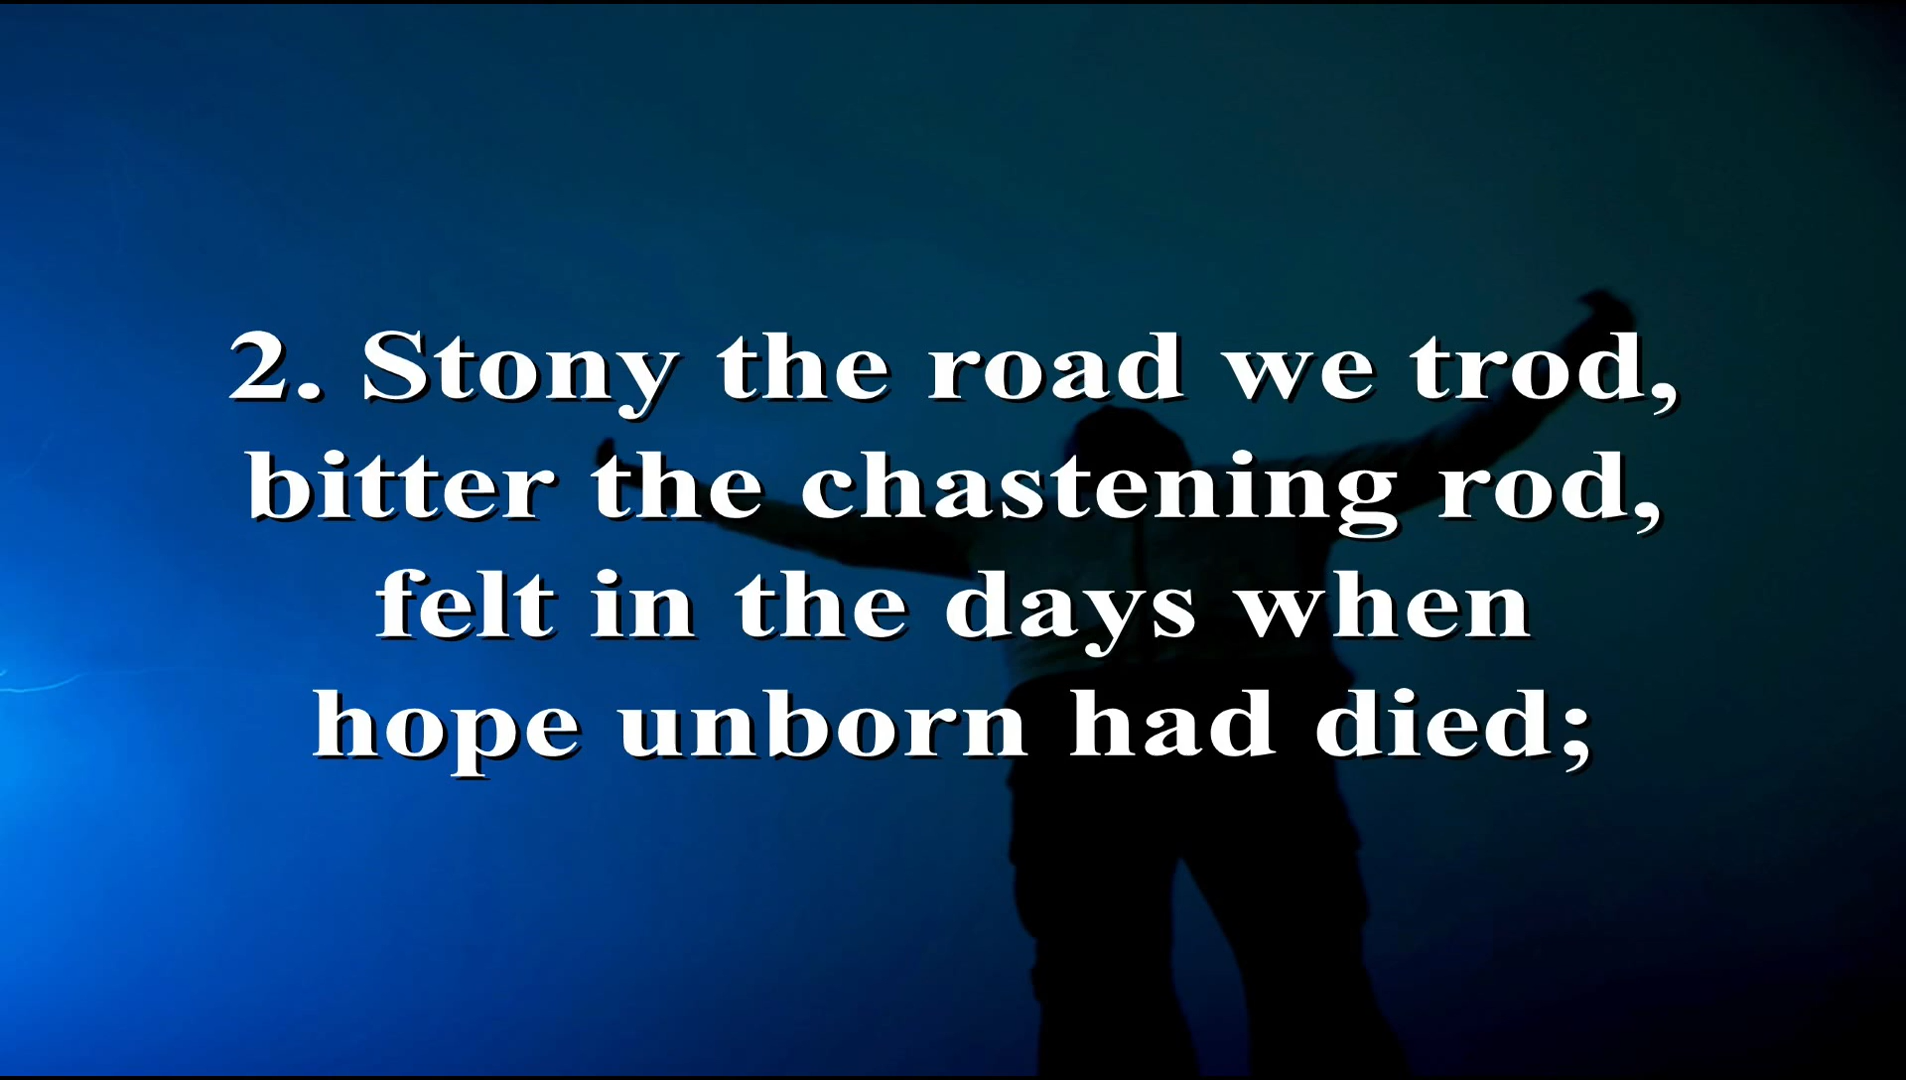 2. Stony the road we trod,
bitter the chastening rod,
felt in the days when
hope unborn had died;